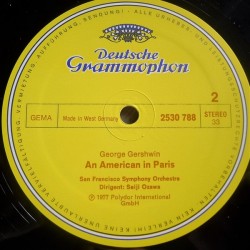 Deutsche
Grammophon
2
GEMA
Made in West Germany
2530 788
STEREO
33
George Gershwin
An American in Paris
San Francisco Symphony Orchestra
Dirigent: Seiji Ozawa
Ⓟ 1977 Polydor International
GmbH